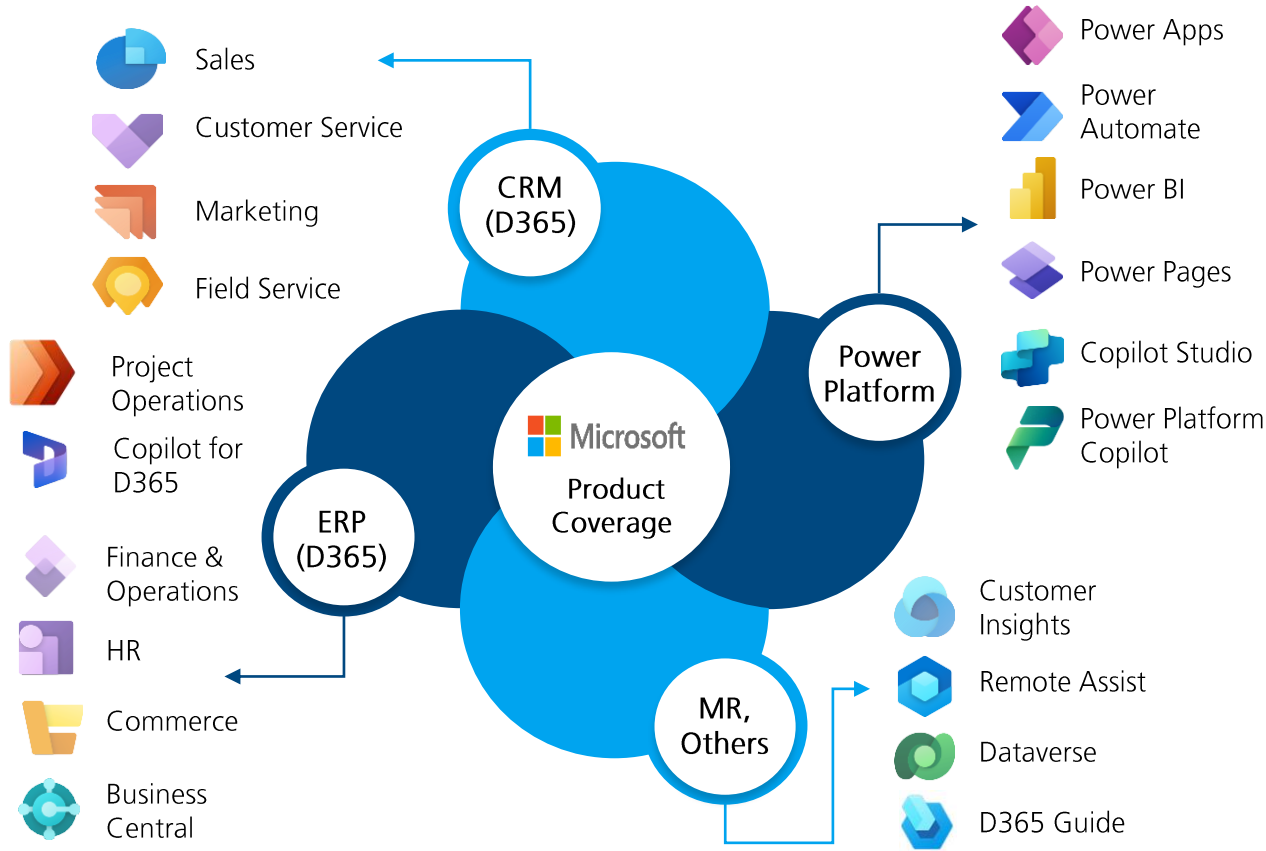 Sales
Customer Service
Marketing
Field Service
Project
Operations
Copilot for
D365
CRM
(D365)
Power Apps
Power
Automate
Power BI
Power Pages
Copilot Studio
Power Platform
Copilot
Power
Platform
Microsoft
Product
Coverage
ERP
(D365)
Finance &
Operations
HR
Commerce
Business
Central
MR,
Others
Customer
Insights
Remote Assist
Dataverse
D365 Guide